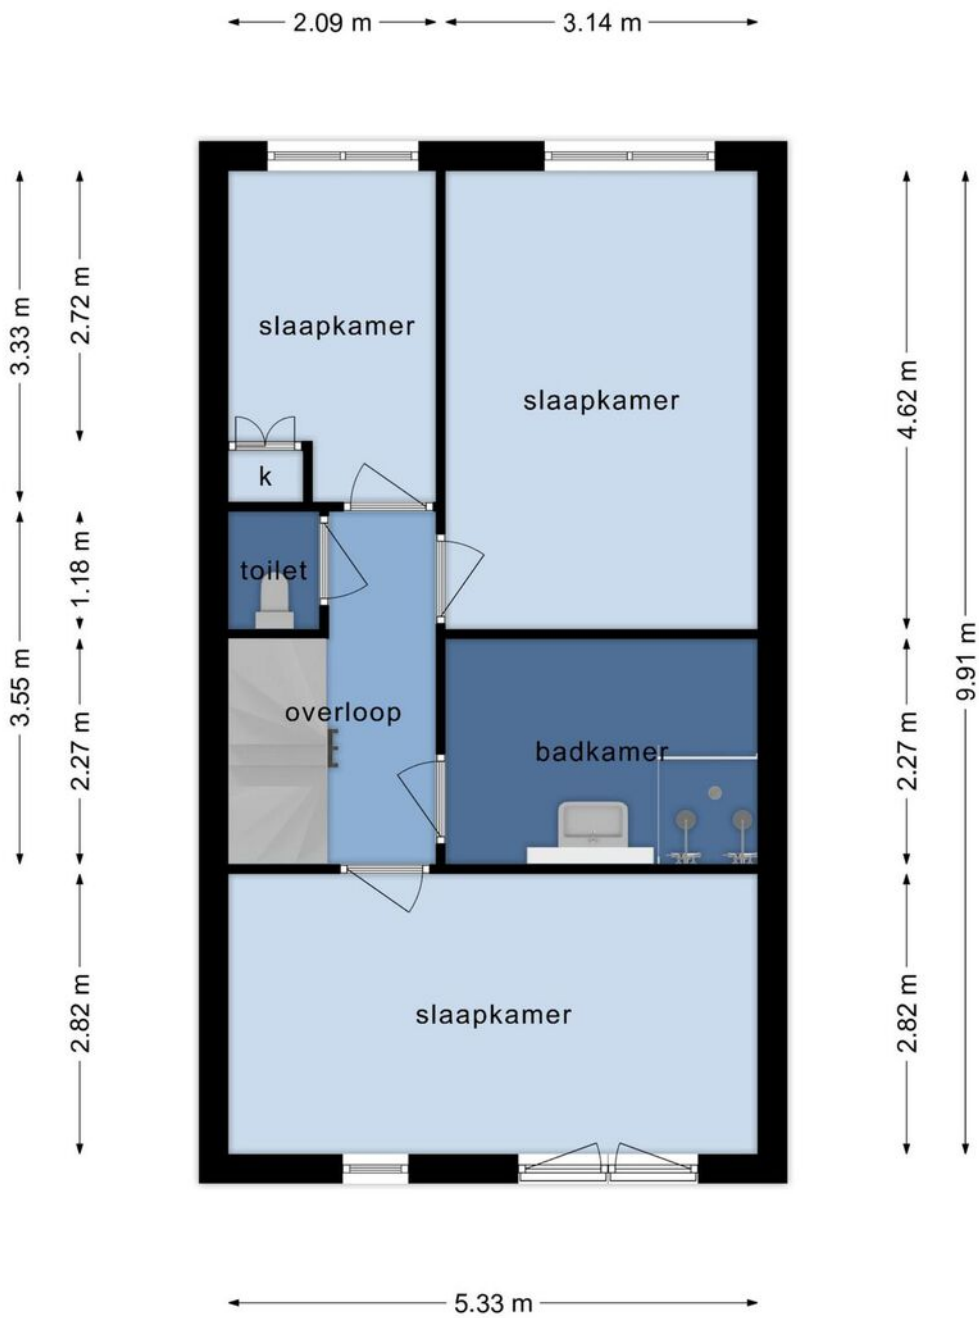 2.09 m
3.14 m
3.33 m
2.72 m
slaapkamer
slaapkamer
4.62 m
k
toilet
1.18 m
3.55 m
2.27 m
overloop
badkamer
2.27 m
9.91 m
2.82 m
slaapkamer
2.82 m
5.33 m